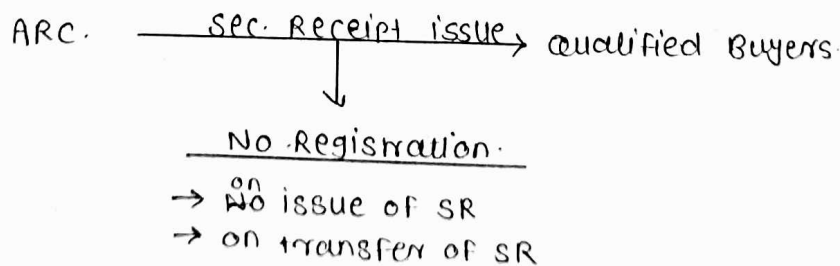 ARC. sec. Receipt issue → Qualified Buyers.
No Registration.
→ on issue of SR
→ on transfer of SR